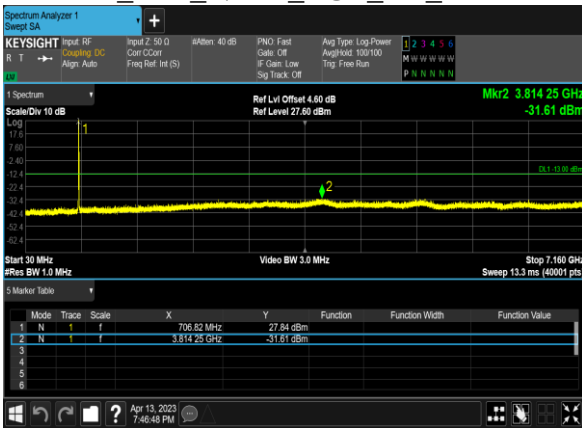 Spectrum Analyzer 1
Swept SA
KEYSIGHT Input: RF Input Z: 50 Ω #Atten: 40 dB PNO: Fast Avg Type: Log-Power 1 2 3 4 5 6
R T Coupling: DC Corr CCorr Gate: Off Avg|Hold: 100/100 M W W W W W
Align: Auto Freq Ref: Int (S) IF Gain: Low Trig: Free Run
LW Sig Track: Off P N N N N N
1 Spectrum Ref Lvl Offset 4.60 dB Mkr2 3.814 25 GHz
Scale/Div 10 dB Ref Level 27.60 dBm -31.61 dBm
Log
17.6 1
7.60
-2.40
-12.4 DL1 -13.00 dBm
-22.4 2
-32.4
-42.4
-52.4
-62.4
Start 30 MHz Video BW 3.0 MHz Stop 7.160 GHz
#Res BW 1.0 MHz Sweep 13.3 ms (40001 pts
5 Marker Table
Mode Trace Scale X Y Function Function Width Function Value
1 N 1 f 706.82 MHz 27.84 dBm
2 N 1 f 3.814 25 GHz -31.61 dBm
3
4
5
6
? Apr 13, 2023
7:46:48 PM